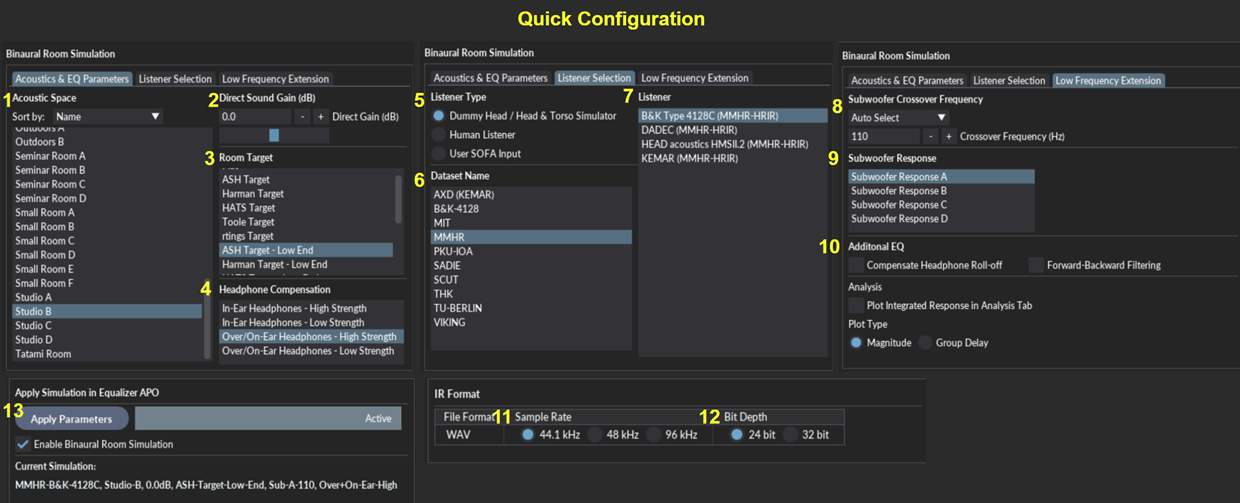 Quick Configuration
Binaural Room Simulation
Acoustics & EQ Parameters Listener Selection Low Frequency Extension
1 Acoustic Space
Sort by: Name
Outdoors A
Outdoors B
Seminar Room A
Seminar Room B
Seminar Room C
Seminar Room D
Small Room A
Small Room B
Small Room C
Small Room D
Small Room E
Small Room F
Studio A
Studio B
Studio C
Studio D
Tatami Room
2 Direct Sound Gain (dB)
0.0 - + Direct Gain (dB)
3 Room Target
ASH Target
Harman Target
HATS Target
Toole Target
rtings Target
ASH Target - Low End
Harman Target - Low End
4 Headphone Compensation
In-Ear Headphones - High Strength
In-Ear Headphones - Low Strength
Over/On-Ear Headphones - High Strength
Over/On-Ear Headphones - Low Strength
Binaural Room Simulation
Acoustics & EQ Parameters Listener Selection Low Frequency Extension
5 Listener Type
Dummy Head / Head & Torso Simulator
Human Listener
User SOFA Input
6 Dataset Name
AXD (KEMAR)
B&K-4128
MIT
MMHR
PKU-IOA
SADIE
SCUT
THK
TU-BERLIN
VIKING
7 Listener
B&K Type 4128C (MMHR-HRIR)
DADEC (MMHR-HRIR)
HEAD acoustics HMSII.2 (MMHR-HRIR)
KEMAR (MMHR-HRIR)
Binaural Room Simulation
Acoustics & EQ Parameters Listener Selection Low Frequency Extension
8 Subwoofer Crossover Frequency
Auto Select
110 - + Crossover Frequency (Hz)
9 Subwoofer Response
Subwoofer Response A
Subwoofer Response B
Subwoofer Response C
Subwoofer Response D
10 Additonal EQ
Compensate Headphone Roll-off Forward-Backward Filtering
Analysis
Plot Integrated Response in Analysis Tab
Plot Type
Magnitude Group Delay
Apply Simulation in Equalizer APO
13 Apply Parameters Active
Enable Binaural Room Simulation
Current Simulation:
MMHR-B&K-4128C, Studio-B, 0.0dB, ASH-Target-Low-End, Sub-A-110, Over+On-Ear-High
IR Format
File Format 11 Sample Rate 12 Bit Depth
WAV 44.1 kHz 48 kHz 96 kHz 24 bit 32 bit